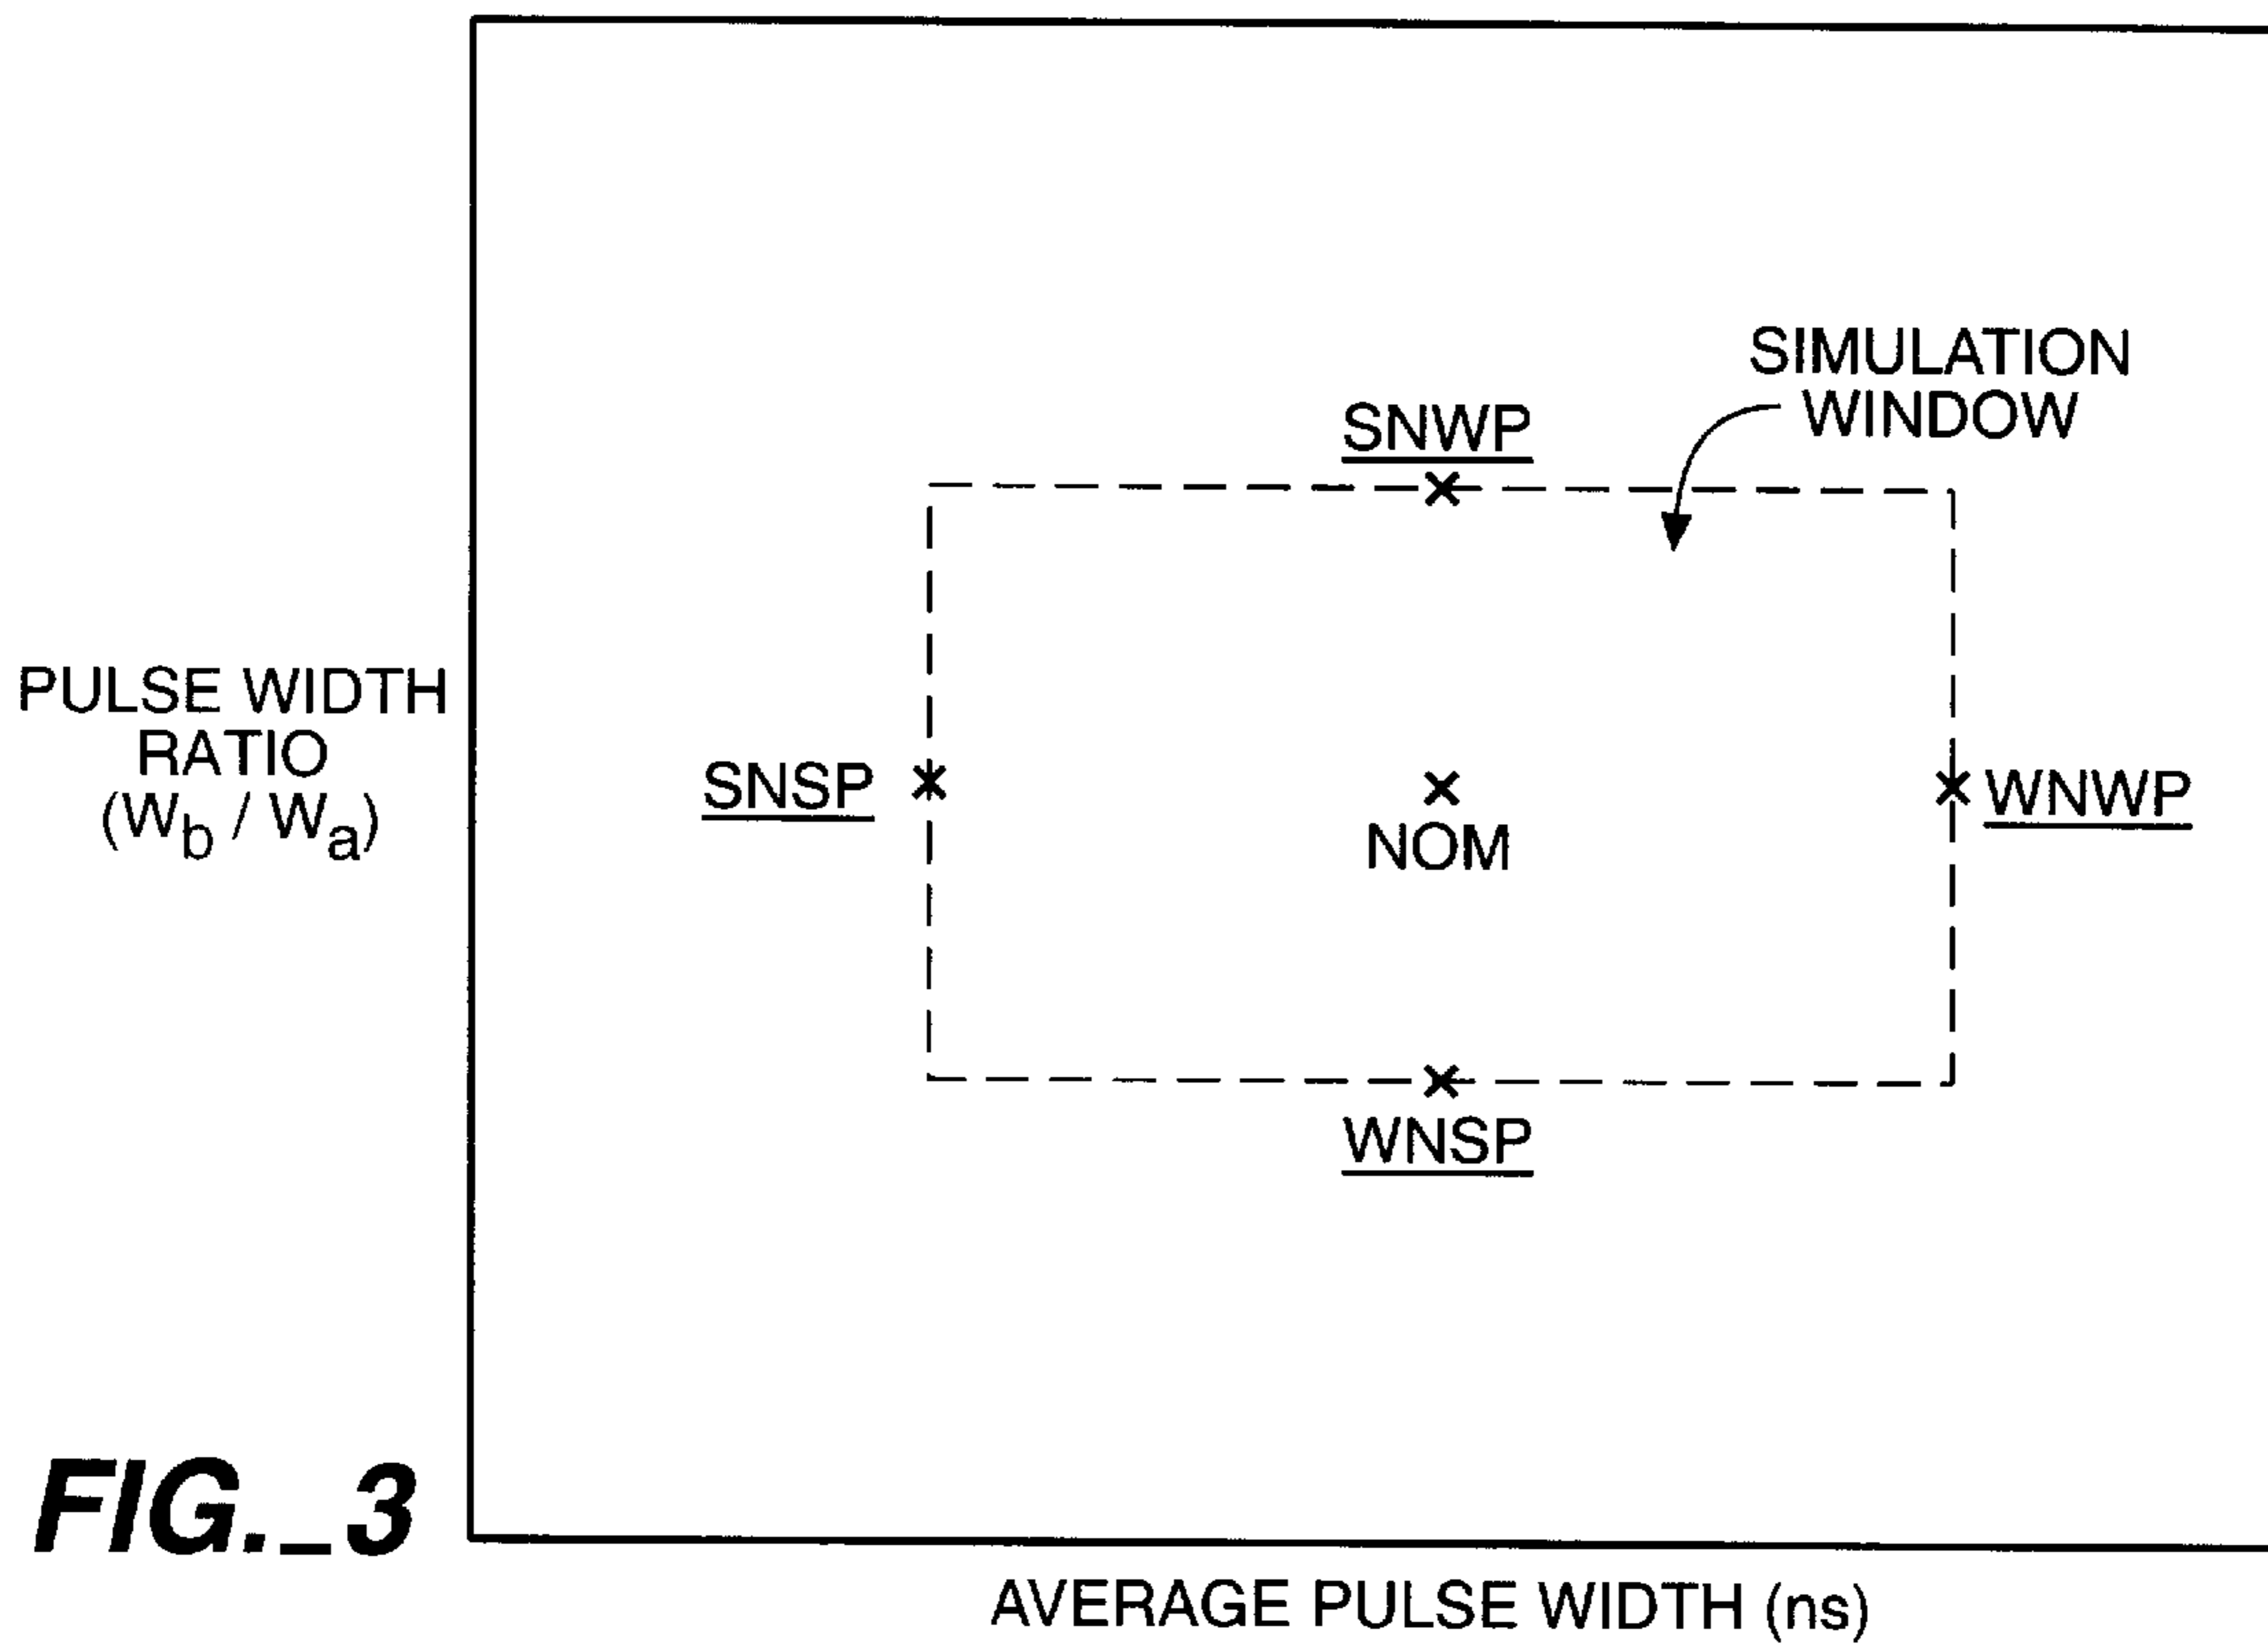 SIMULATION
WINDOW
SNWP
PULSE WIDTH
RATIO
(Wb / Wa)
SNSP
NOM
WNWP
WNSP
FIG._3
AVERAGE PULSE WIDTH (ns)